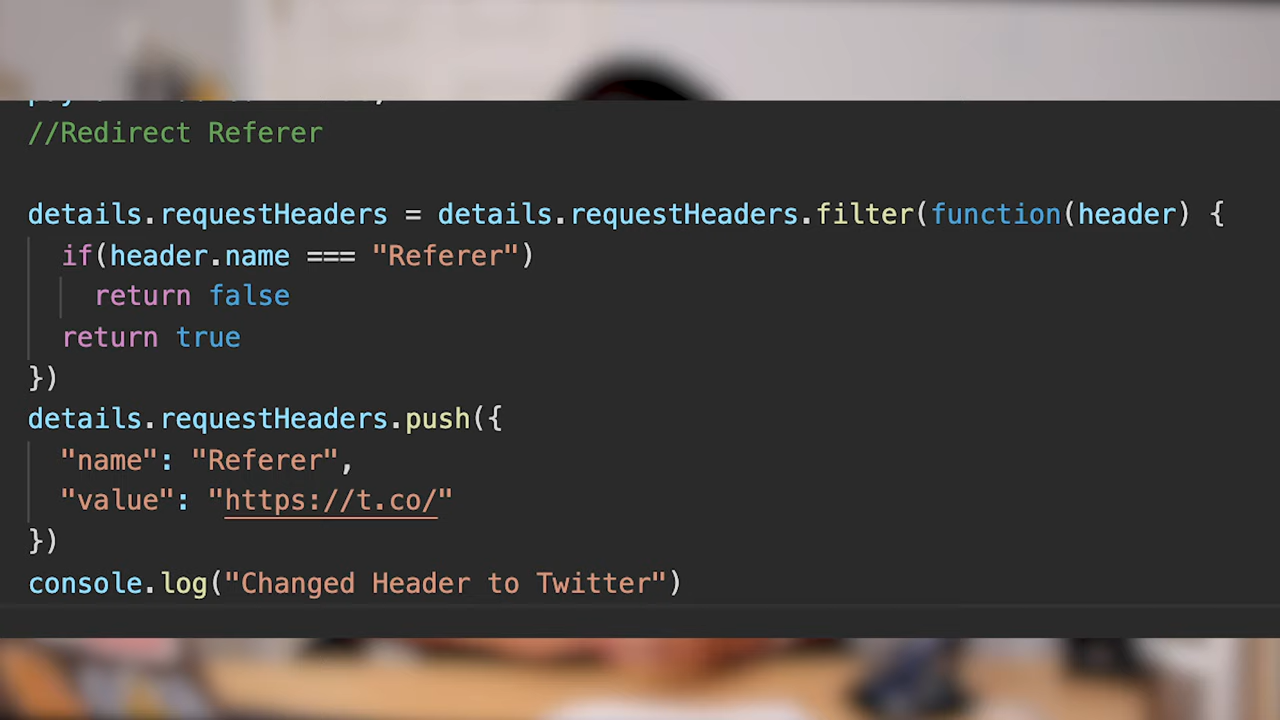 //Redirect Referer
details.requestHeaders = details.requestHeaders.filter(function(header) {
if(header.name === "Referer")
return false
return true
})
details.requestHeaders.push({
"name": "Referer",
"value": "https://t.co/"
})
console.log("Changed Header to Twitter")